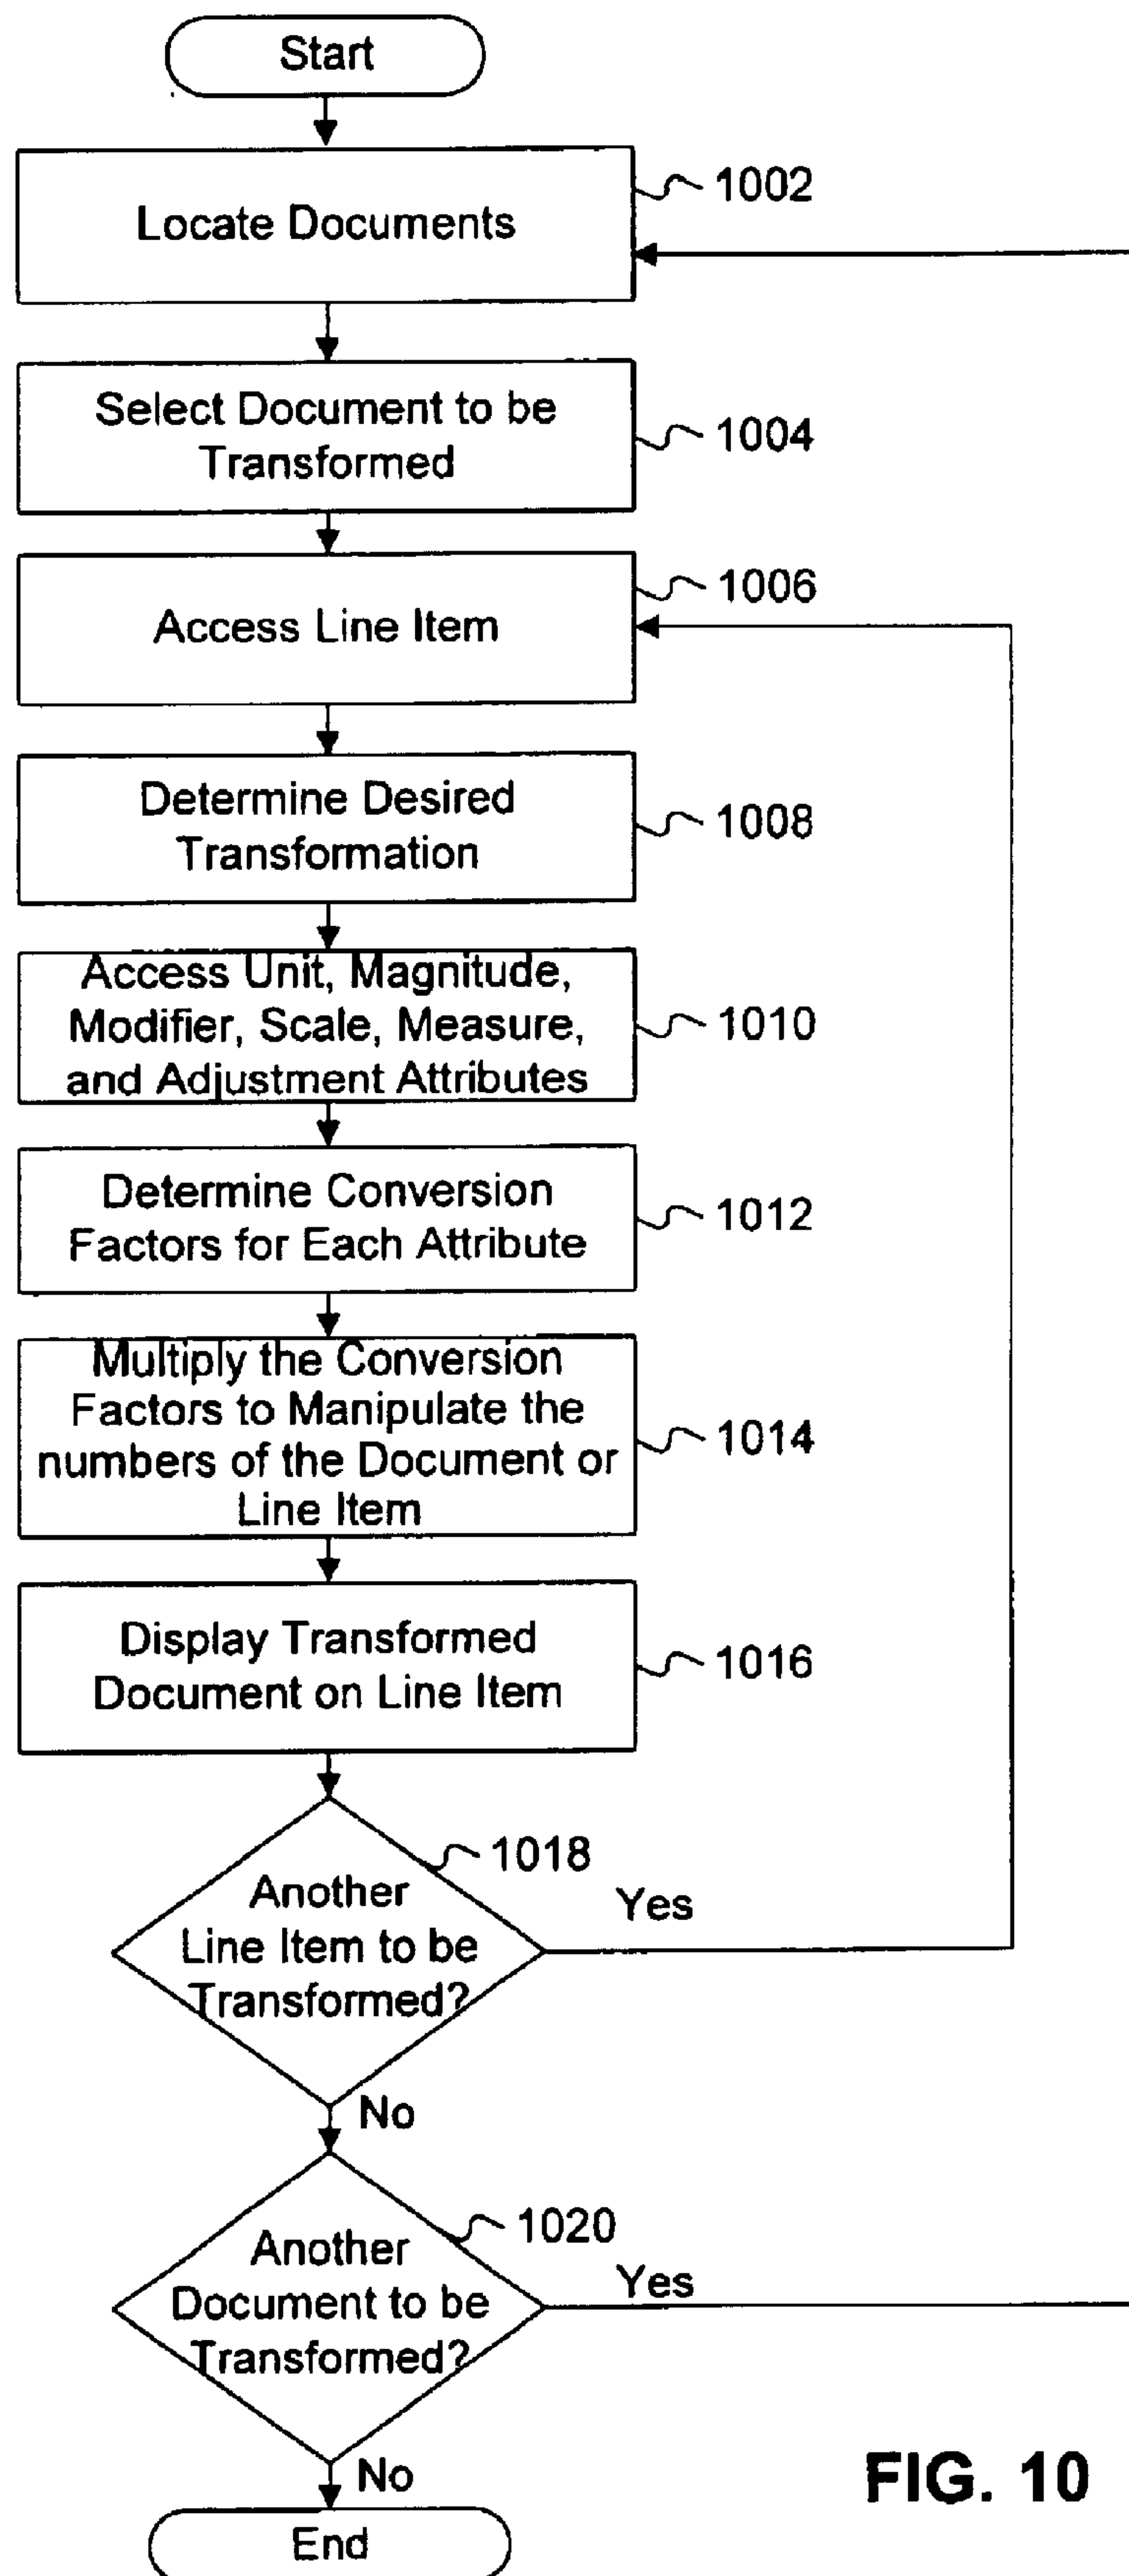 Start
Locate Documents
1002
Select Document to be
Transformed
1004
Access Line Item
1006
Determine Desired
Transformation
1008
Access Unit, Magnitude,
Modifier, Scale, Measure,
and Adjustment Attributes
1010
Determine Conversion
Factors for Each Attribute
1012
Multiply the Conversion
Factors to Manipulate the
numbers of the Document or
Line Item
1014
Display Transformed
Document on Line Item
1016
Another
Line Item to be
Transformed?
1018
Yes
No
Another
Document to be
Transformed?
1020
Yes
No
End
FIG. 10